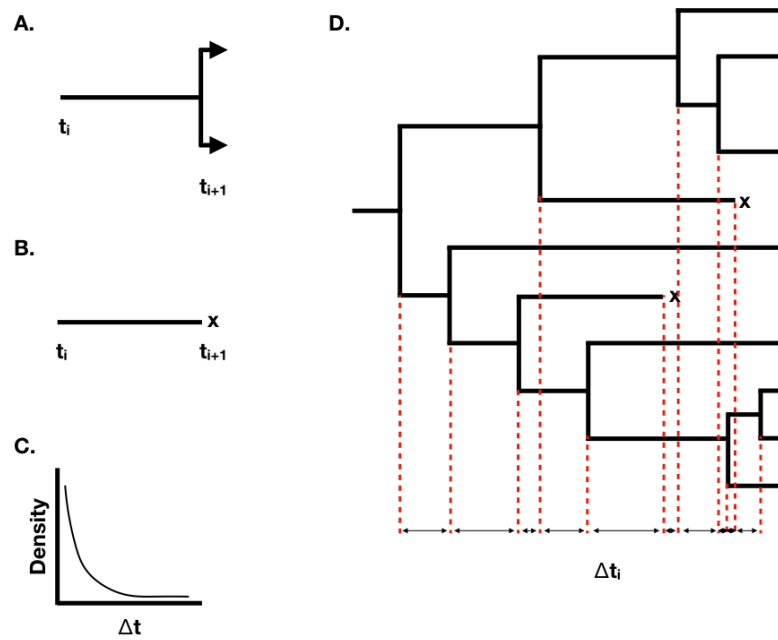 A.
tᵢ
tᵢ₊₁
B.
x
tᵢ
tᵢ₊₁
C.
Density
Δt
D.
x
x
Δtᵢ